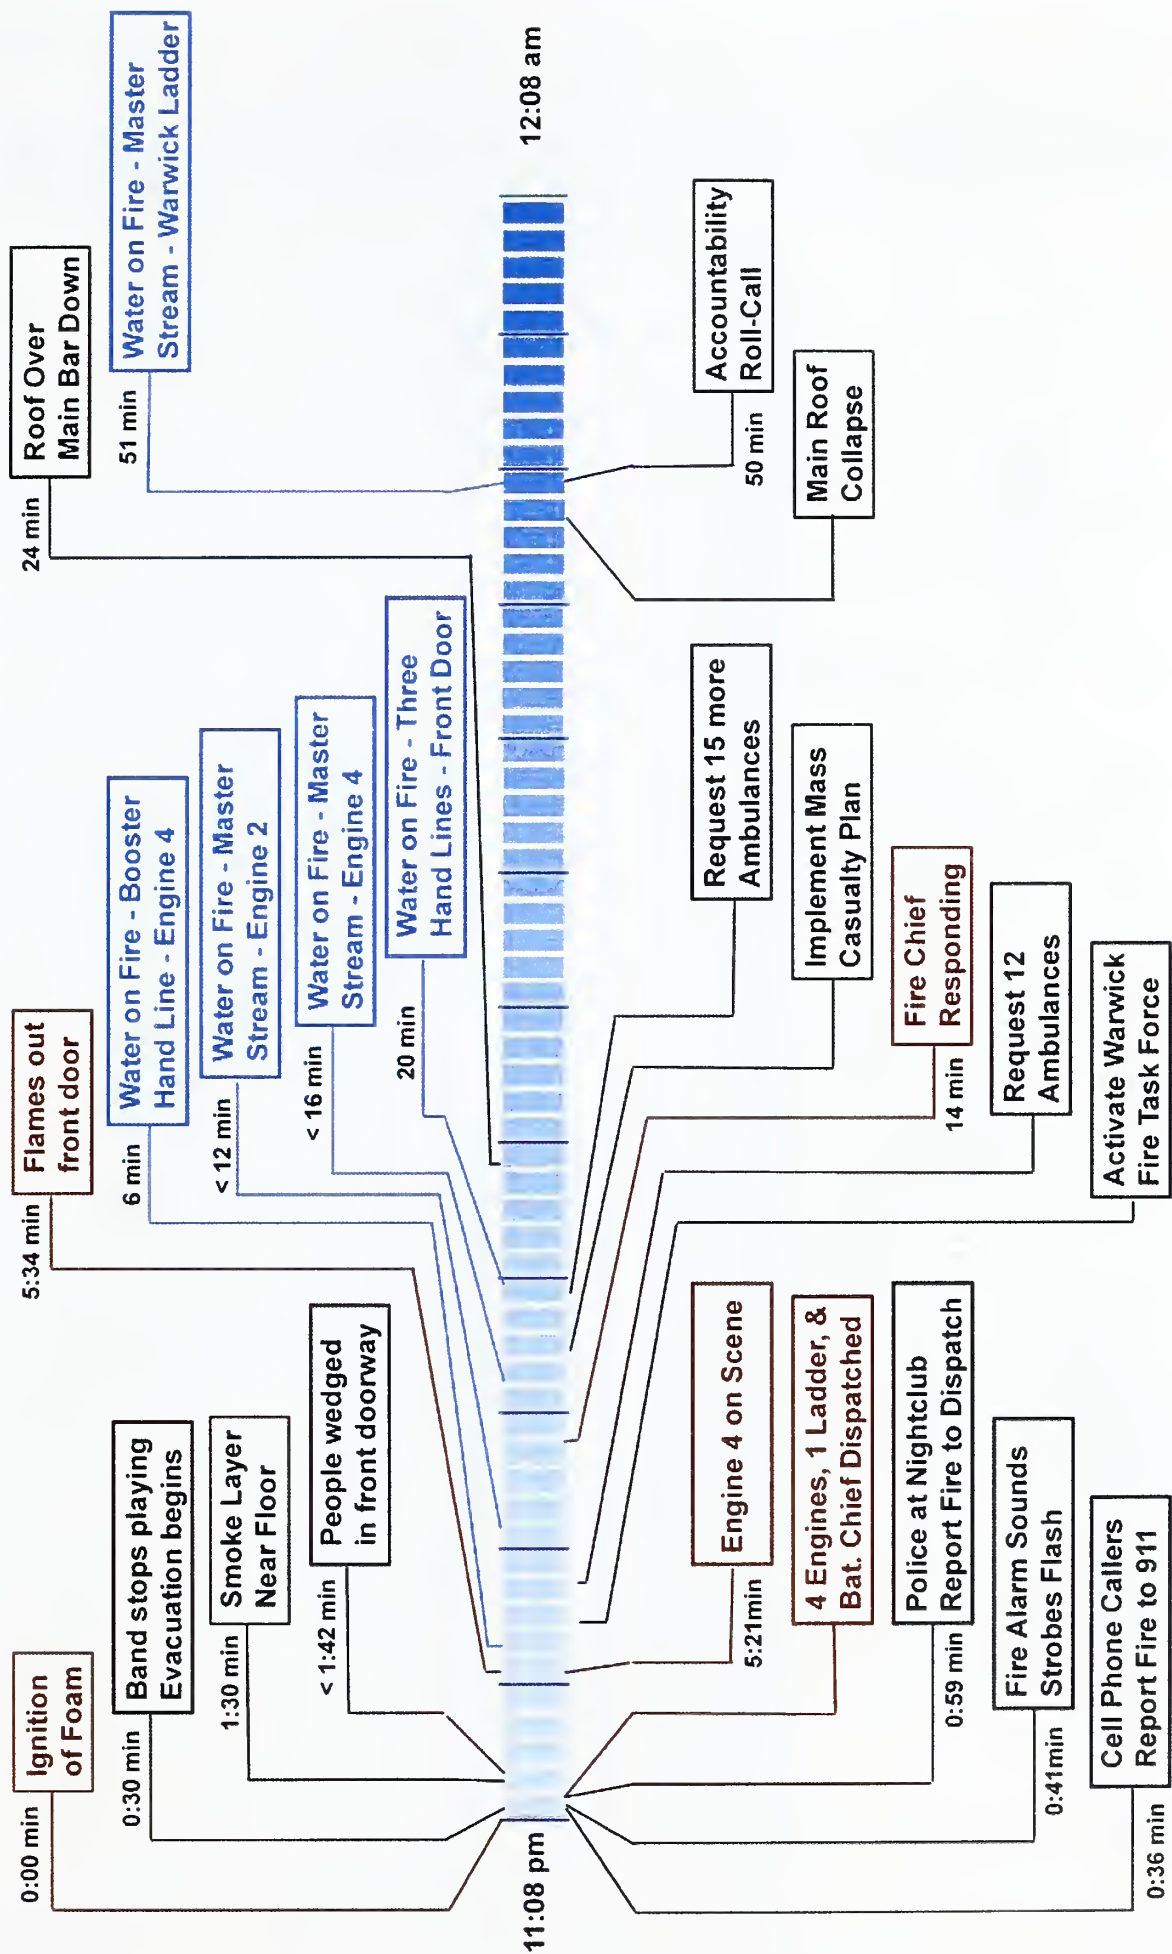 0:00 min
Ignition
of Foam
0:30 min
Band stops playing
Evacuation begins
1:30 min
Smoke Layer
Near Floor
< 1:42 min
People wedged
in front doorway
5:34 min
Flames out
front door
6 min
Water on Fire - Booster
Hand Line - Engine 4
< 12 min
Water on Fire - Master
Stream - Engine 2
< 16 min
Water on Fire - Master
Stream - Engine 4
20 min
Water on Fire - Three
Hand Lines - Front Door
24 min
Roof Over
Main Bar Down
51 min
Water on Fire - Master
Stream - Warwick Ladder
11:08 pm
12:08 am
5:21min
Engine 4 on Scene
4 Engines, 1 Ladder, &
Bat. Chief Dispatched
0:59 min
Police at Nightclub
Report Fire to Dispatch
0:41min
Fire Alarm Sounds
Strobes Flash
0:36 min
Cell Phone Callers
Report Fire to 911
Request 15 more
Ambulances
Implement Mass
Casualty Plan
14 min
Fire Chief
Responding
Request 12
Ambulances
Activate Warwick
Fire Task Force
50 min
Accountability
Roll-Call
Main Roof
Collapse